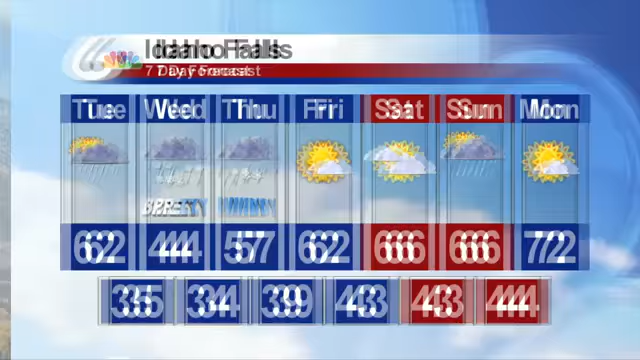 6
Idaho Falls
7 Day Forecast
Tue Wed Thu Fri Sat Sun Mon
WINDY
62 44 57 62 66 66 72
35 34 39 43 43 44